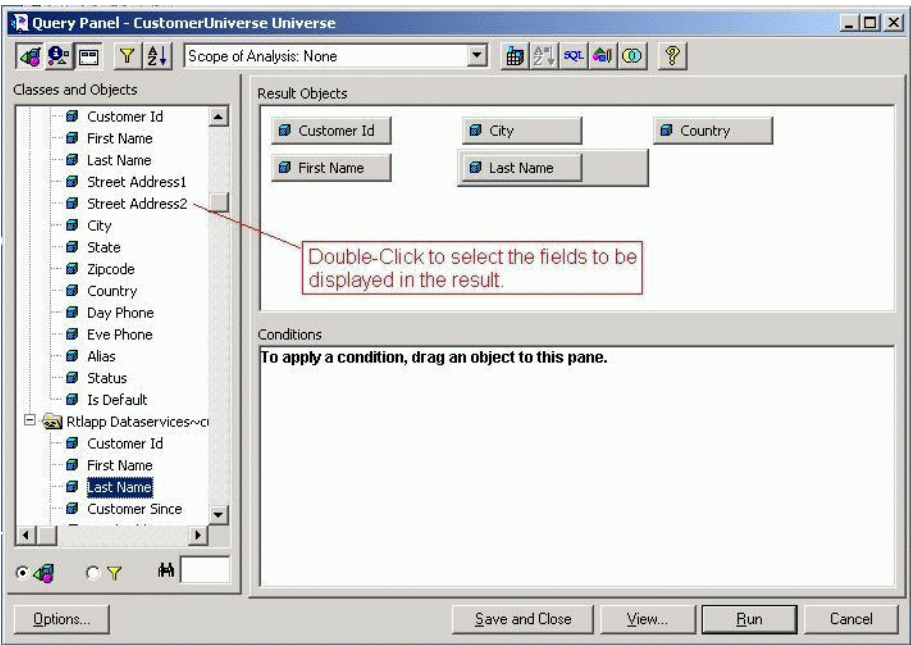 Query Panel - CustomerUniverse Universe
Scope of Analysis: None
SQL
Classes and Objects
Customer Id
First Name
Last Name
Street Address1
Street Address2
City
State
Zipcode
Country
Day Phone
Eve Phone
Alias
Status
Is Default
Rtlapp Dataservices~c
Customer Id
First Name
Last Name
Customer Since
Result Objects
Customer Id
City
Country
First Name
Last Name
Double-Click to select the fields to be
displayed in the result.
Conditions
To apply a condition, drag an object to this pane.
Options...
Save and Close
View...
Run
Cancel